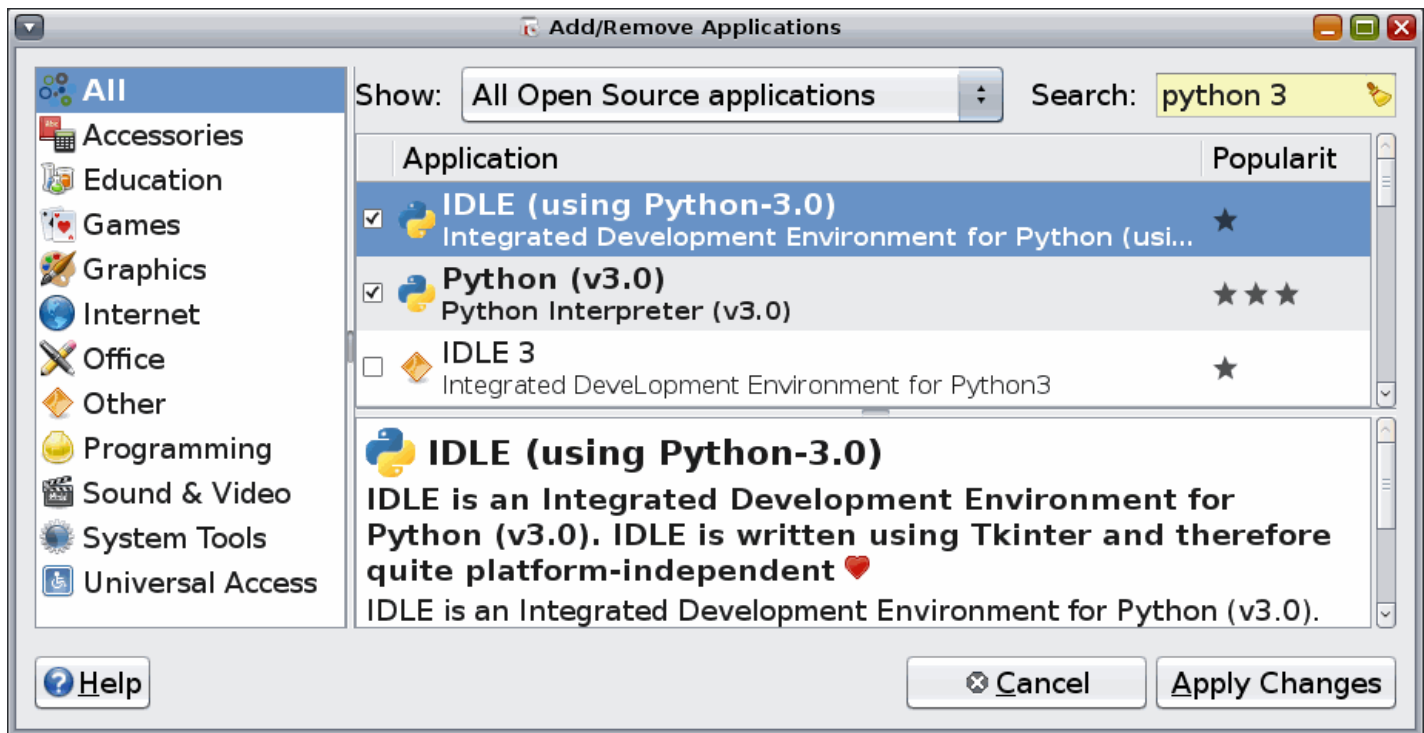 Add/Remove Applications
All
Accessories
Education
Games
Graphics
Internet
Office
Other
Programming
Sound & Video
System Tools
Universal Access
Show: All Open Source applications Search: python 3
Application Popularit
IDLE (using Python-3.0)
Integrated Development Environment for Python (usi...
Python (v3.0)
Python Interpreter (v3.0)
IDLE 3
Integrated DeveLopment Environment for Python3
IDLE (using Python-3.0)
IDLE is an Integrated Development Environment for
Python (v3.0). IDLE is written using Tkinter and therefore
quite platform-independent
IDLE is an Integrated Development Environment for Python (v3.0).
Help Cancel Apply Changes